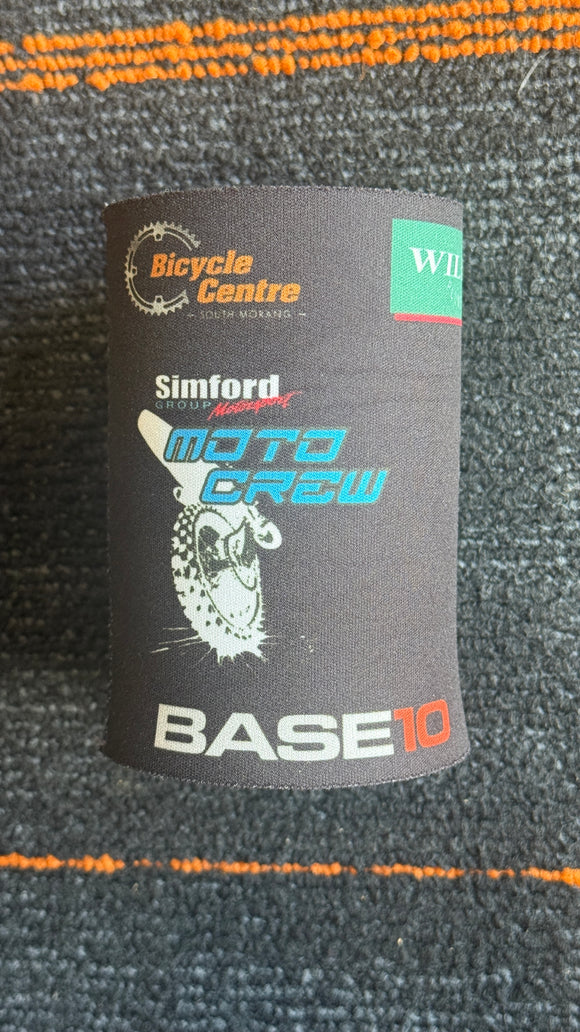 Bicycle
Centre
— SOUTH MORANG —
Simford
GROUP Motorsport
MOTO
CREW
BASE10